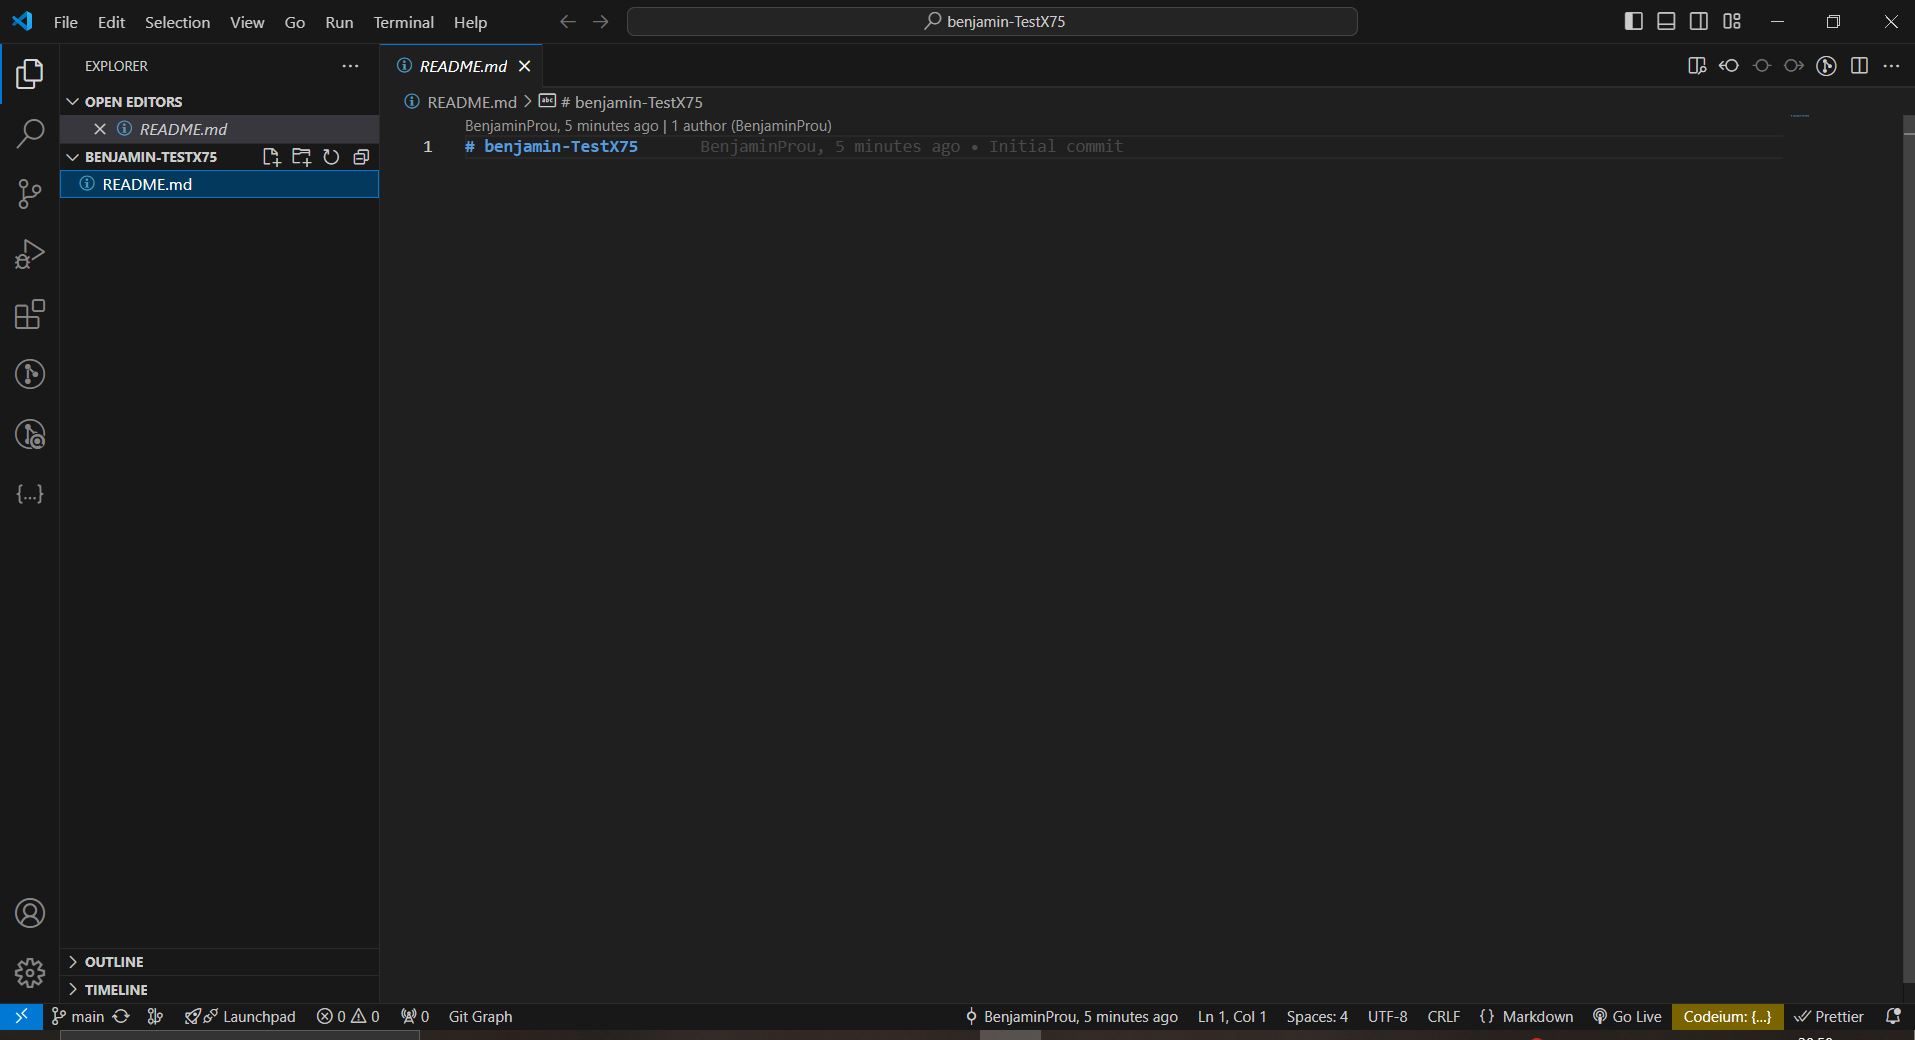 File Edit Selection View Go Run Terminal Help
benjamin-TestX75
EXPLORER
OPEN EDITORS
README.md
BENJAMIN-TESTX75
README.md
README.md
README.md > # benjamin-TestX75
BenjaminProu, 5 minutes ago | 1 author (BenjaminProu)
1 # benjamin-TestX75 BenjaminProu, 5 minutes ago • Initial commit
{...}
OUTLINE
TIMELINE
main Launchpad 0 0 0 Git Graph BenjaminProu, 5 minutes ago Ln 1, Col 1 Spaces: 4 UTF-8 CRLF {} Markdown Go Live Codeium: {...} Prettier